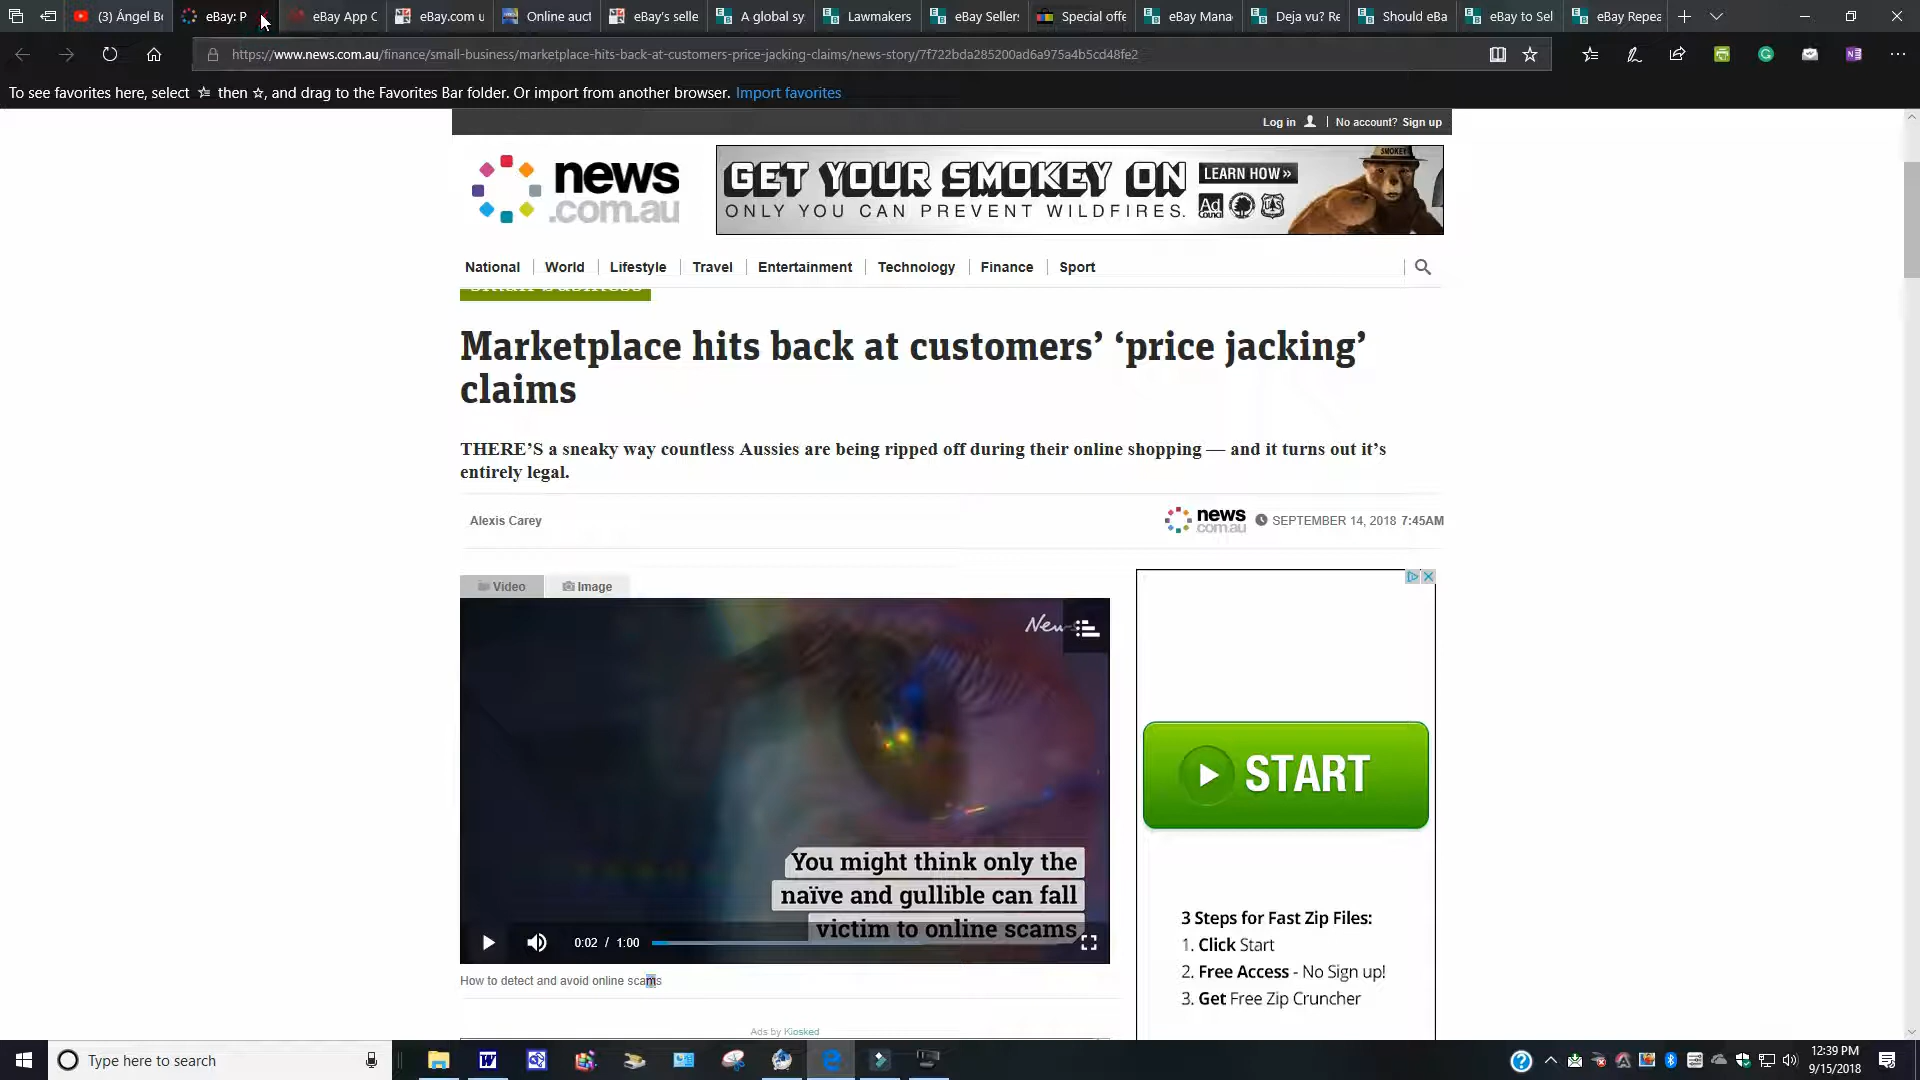 (3) Ángel Bo
eBay: P
eBay App C
eBay.com u
Online auct
eBay's selle
A global sy
Lawmakers
eBay Sellers
Special offe
eBay Mana
Deja vu? Re
Should eBa
eBay to Sel
eBay Repea
https://www.news.com.au/finance/small-business/marketplace-hits-back-at-customers-price-jacking-claims/news-story/7f722bda285200ad6a975a4b5cd48fe2
To see favorites here, select then , and drag to the Favorites Bar folder. Or import from another browser. Import favorites
Log in | No account? Sign up
news
.com.au
GET YOUR SMOKEY ON
ONLY YOU CAN PREVENT WILDFIRES.
LEARN HOW»
Ad
Council
SMOKEY
National
World
Lifestyle
Travel
Entertainment
Technology
Finance
Sport
Marketplace hits back at customers’ ‘price jacking’
claims
THERE’S a sneaky way countless Aussies are being ripped off during their online shopping — and it turns out it’s
entirely legal.
Alexis Carey
news
com.au
SEPTEMBER 14, 2018 7:45AM
Video
Image
You might think only the
naïve and gullible can fall
victim to online scams
0:02 / 1:00
How to detect and avoid online scams
Ads by Kiosked
START
3 Steps for Fast Zip Files:
1. Click Start
2. Free Access - No Sign up!
3. Get Free Zip Cruncher
Type here to search
12:39 PM
9/15/2018